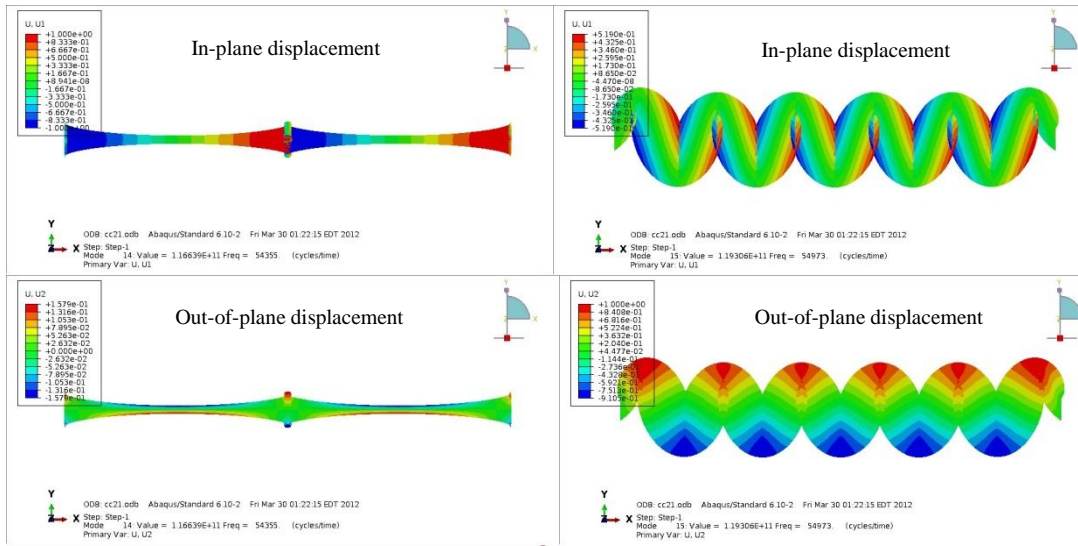 U, U1
+1.000e+00
+8.333e-01
+6.667e-01
+5.000e-01
+3.333e-01
+1.667e-01
+8.941e-08
-1.667e-01
-3.333e-01
-5.000e-01
-6.667e-01
-8.333e-01
-1.000e+00
In-plane displacement
Y
X
Z
Y
Z X
ODB: cc21.odb Abaqus/Standard 6.10-2 Fri Mar 30 01:22:15 EDT 2012
Step: Step-1
Mode 14: Value = 1.16639E+11 Freq = 54355. (cycles/time)
Primary Var: U, U1
U, U1
+5.190e-01
+4.325e-01
+3.460e-01
+2.595e-01
+1.730e-01
+8.650e-02
-4.470e-08
-8.650e-02
-1.730e-01
-2.595e-01
-3.460e-01
-4.325e-01
-5.190e-01
In-plane displacement
Y
X
Z
Y
Z X
ODB: cc21.odb Abaqus/Standard 6.10-2 Fri Mar 30 01:22:15 EDT 2012
Step: Step-1
Mode 15: Value = 1.19306E+11 Freq = 54973. (cycles/time)
Primary Var: U, U1
U, U2
+1.579e-01
+1.316e-01
+1.053e-01
+7.895e-02
+5.263e-02
+2.632e-02
+0.000e+00
-2.632e-02
-5.263e-02
-7.895e-02
-1.053e-01
-1.316e-01
-1.579e-01
Out-of-plane displacement
Y
X
Z
Y
Z X
ODB: cc21.odb Abaqus/Standard 6.10-2 Fri Mar 30 01:22:15 EDT 2012
Step: Step-1
Mode 14: Value = 1.16639E+11 Freq = 54355. (cycles/time)
Primary Var: U, U2
U, U2
+1.000e+00
+8.408e-01
+6.816e-01
+5.224e-01
+3.632e-01
+2.040e-01
+4.477e-02
-1.144e-01
-2.736e-01
-4.328e-01
-5.921e-01
-7.513e-01
-9.105e-01
Out-of-plane displacement
Y
X
Z
Y
Z X
ODB: cc21.odb Abaqus/Standard 6.10-2 Fri Mar 30 01:22:15 EDT 2012
Step: Step-1
Mode 15: Value = 1.19306E+11 Freq = 54973. (cycles/time)
Primary Var: U, U2